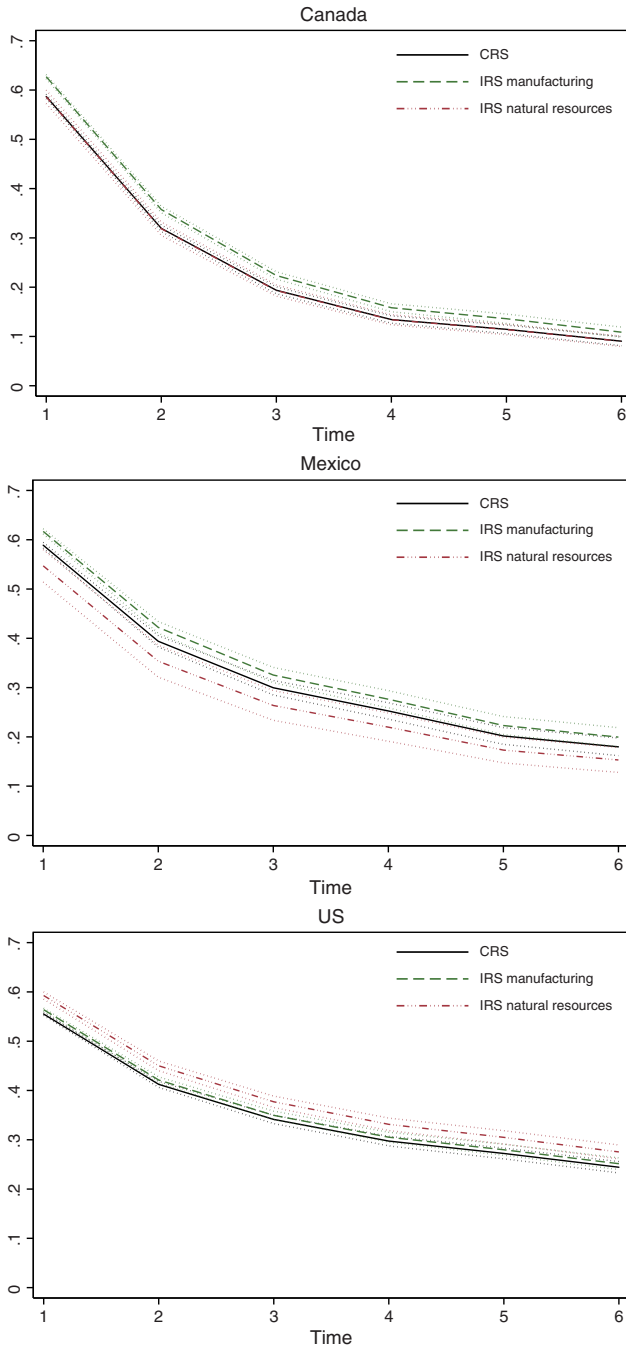 Canada
.7
.6
.5
.4
.3
.2
.1
0
CRS
IRS manufacturing
IRS natural resources
1 2 3 4 5 6
Time
Mexico
.7
.6
.5
.4
.3
.2
.1
0
CRS
IRS manufacturing
IRS natural resources
1 2 3 4 5 6
Time
US
.7
.6
.5
.4
.3
.2
.1
0
CRS
IRS manufacturing
IRS natural resources
1 2 3 4 5 6
Time